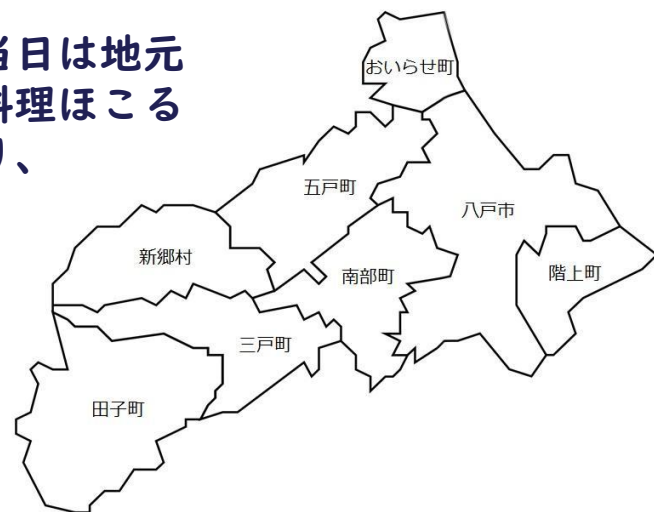 当日は地元
料理ほこる
り、
おいらせ町
五戸町
八戸市
新郷村
南部町
階上町
三戸町
田子町